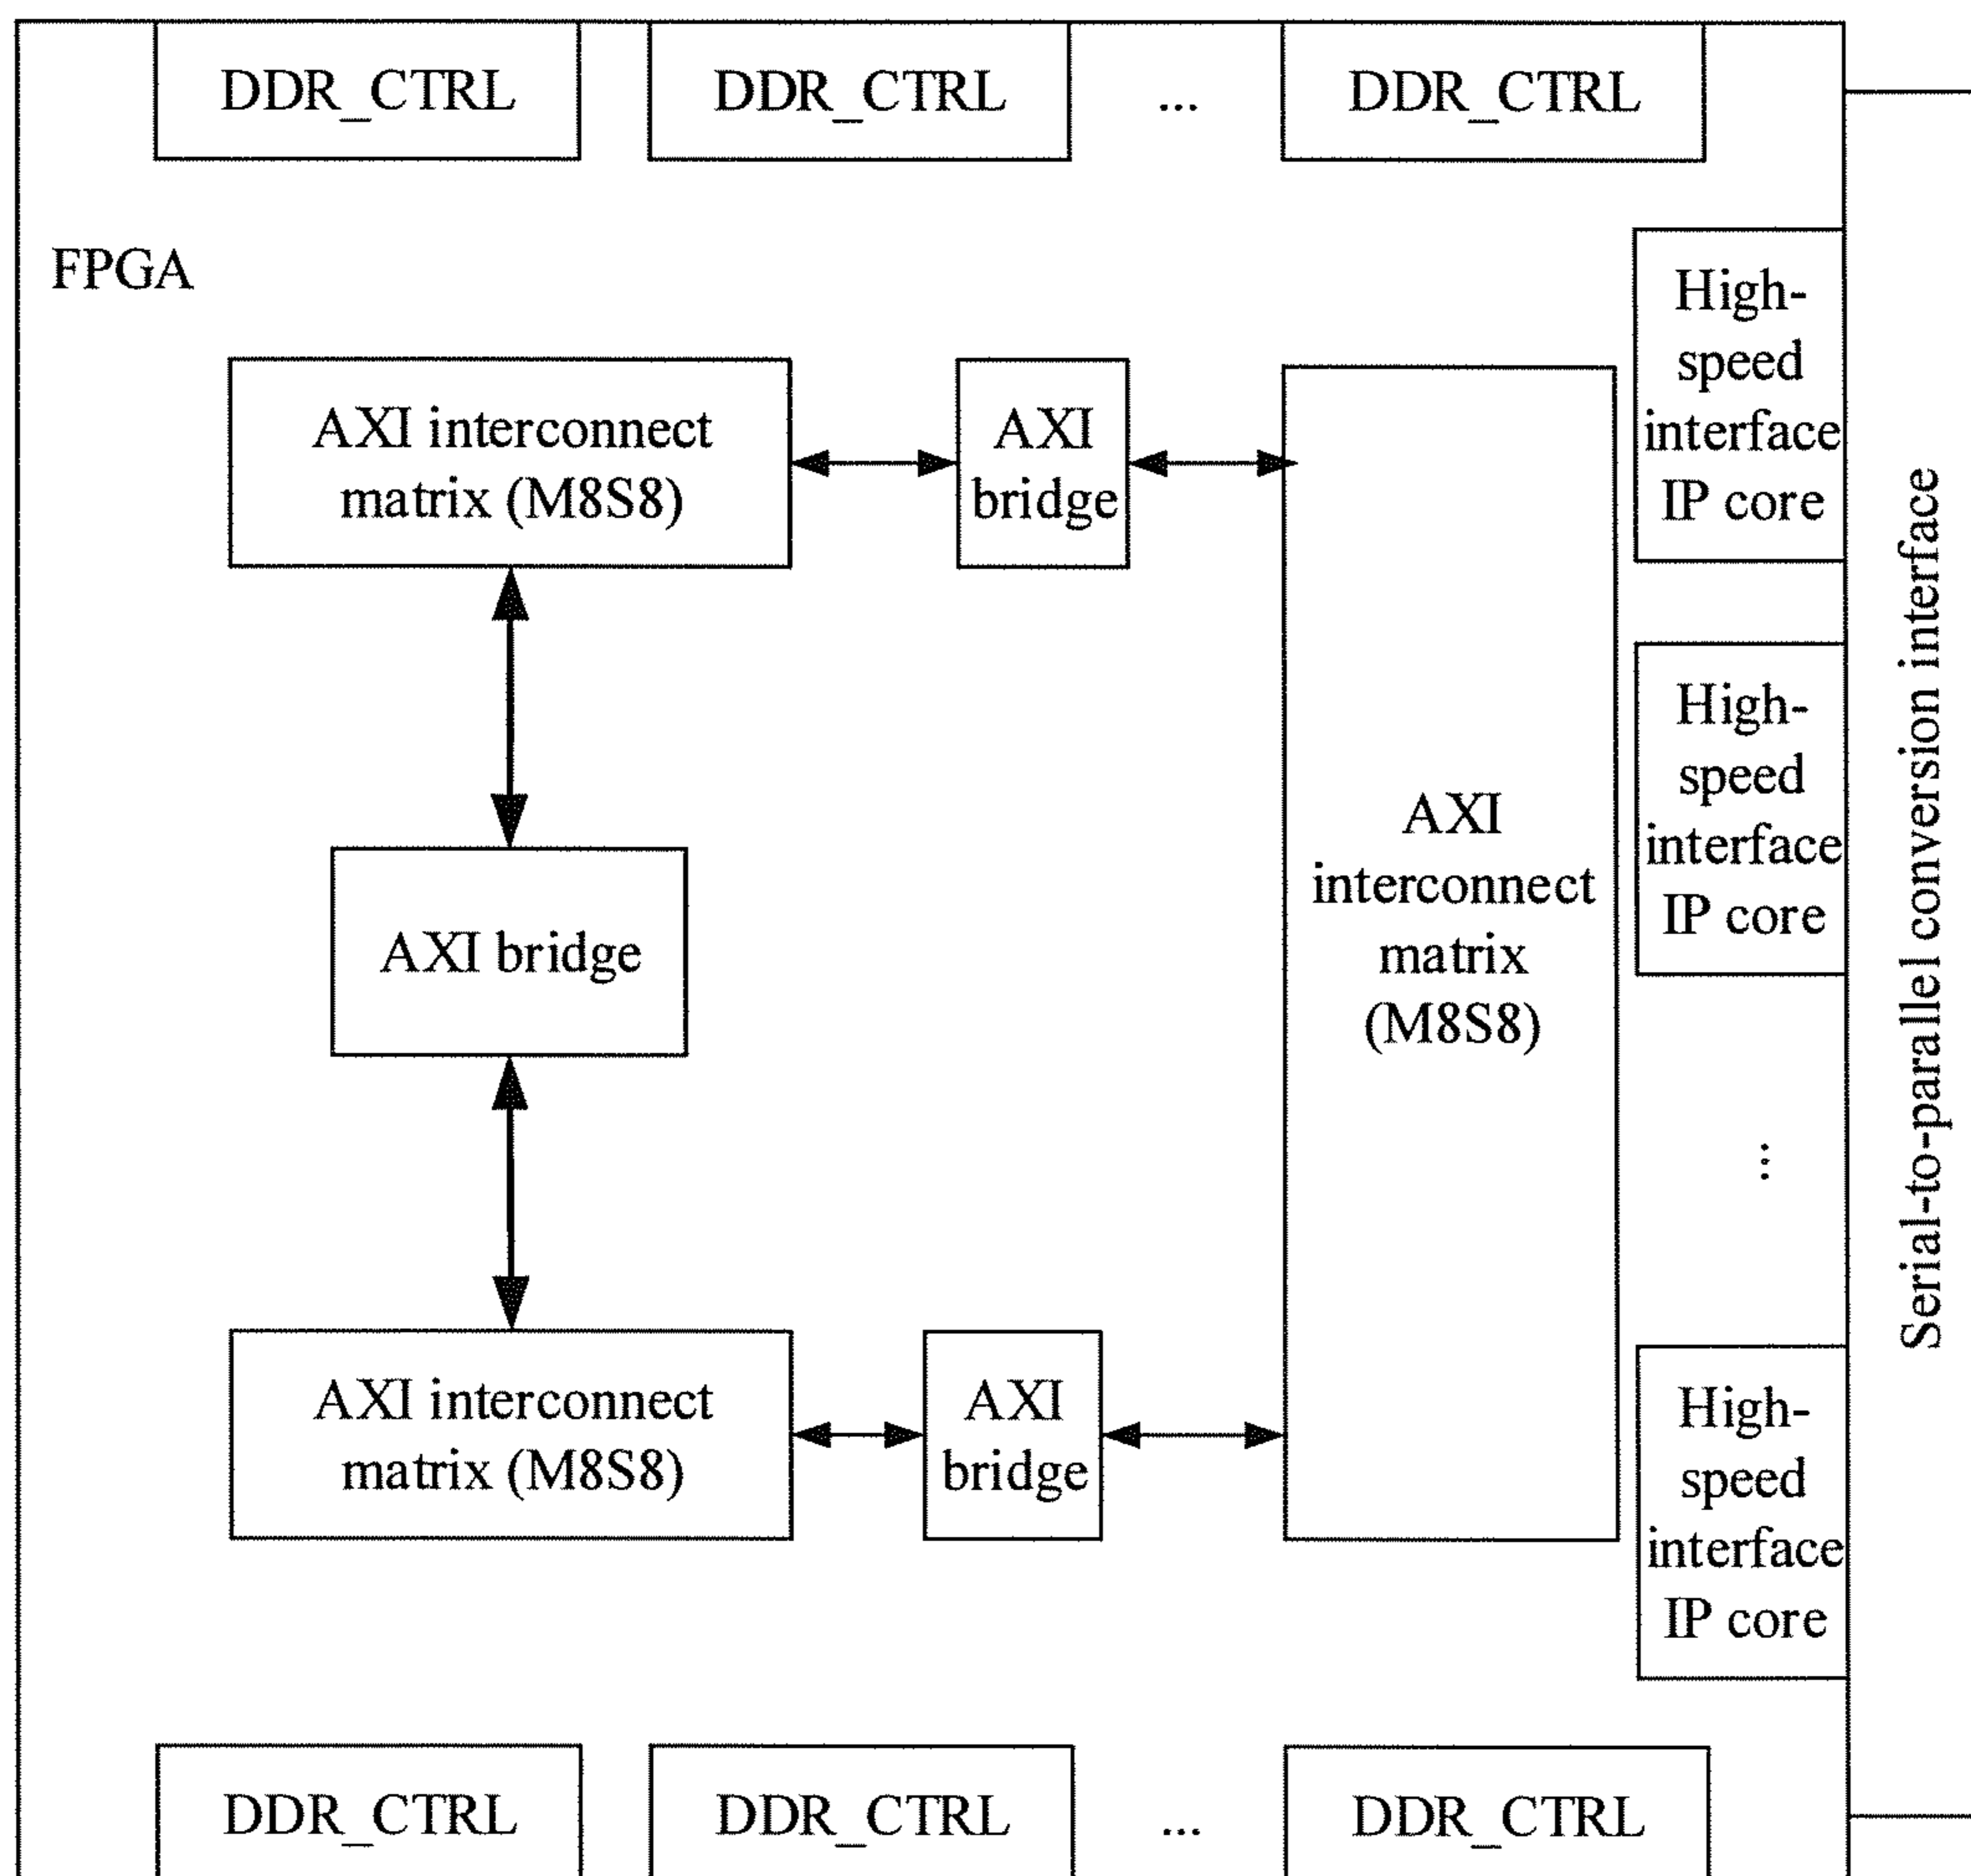 DDR_CTRL
DDR_CTRL
...
DDR_CTRL
FPGA
AXI interconnect
matrix (M8S8)
AXI
bridge
High-
speed
interface
IP core
High-
speed
interface
IP core
AXI
interconnect
matrix
(M8S8)
AXI bridge
...
Serial-to-parallel conversion interface
AXI interconnect
matrix (M8S8)
AXI
bridge
High-
speed
interface
IP core
DDR_CTRL
DDR_CTRL
...
DDR_CTRL